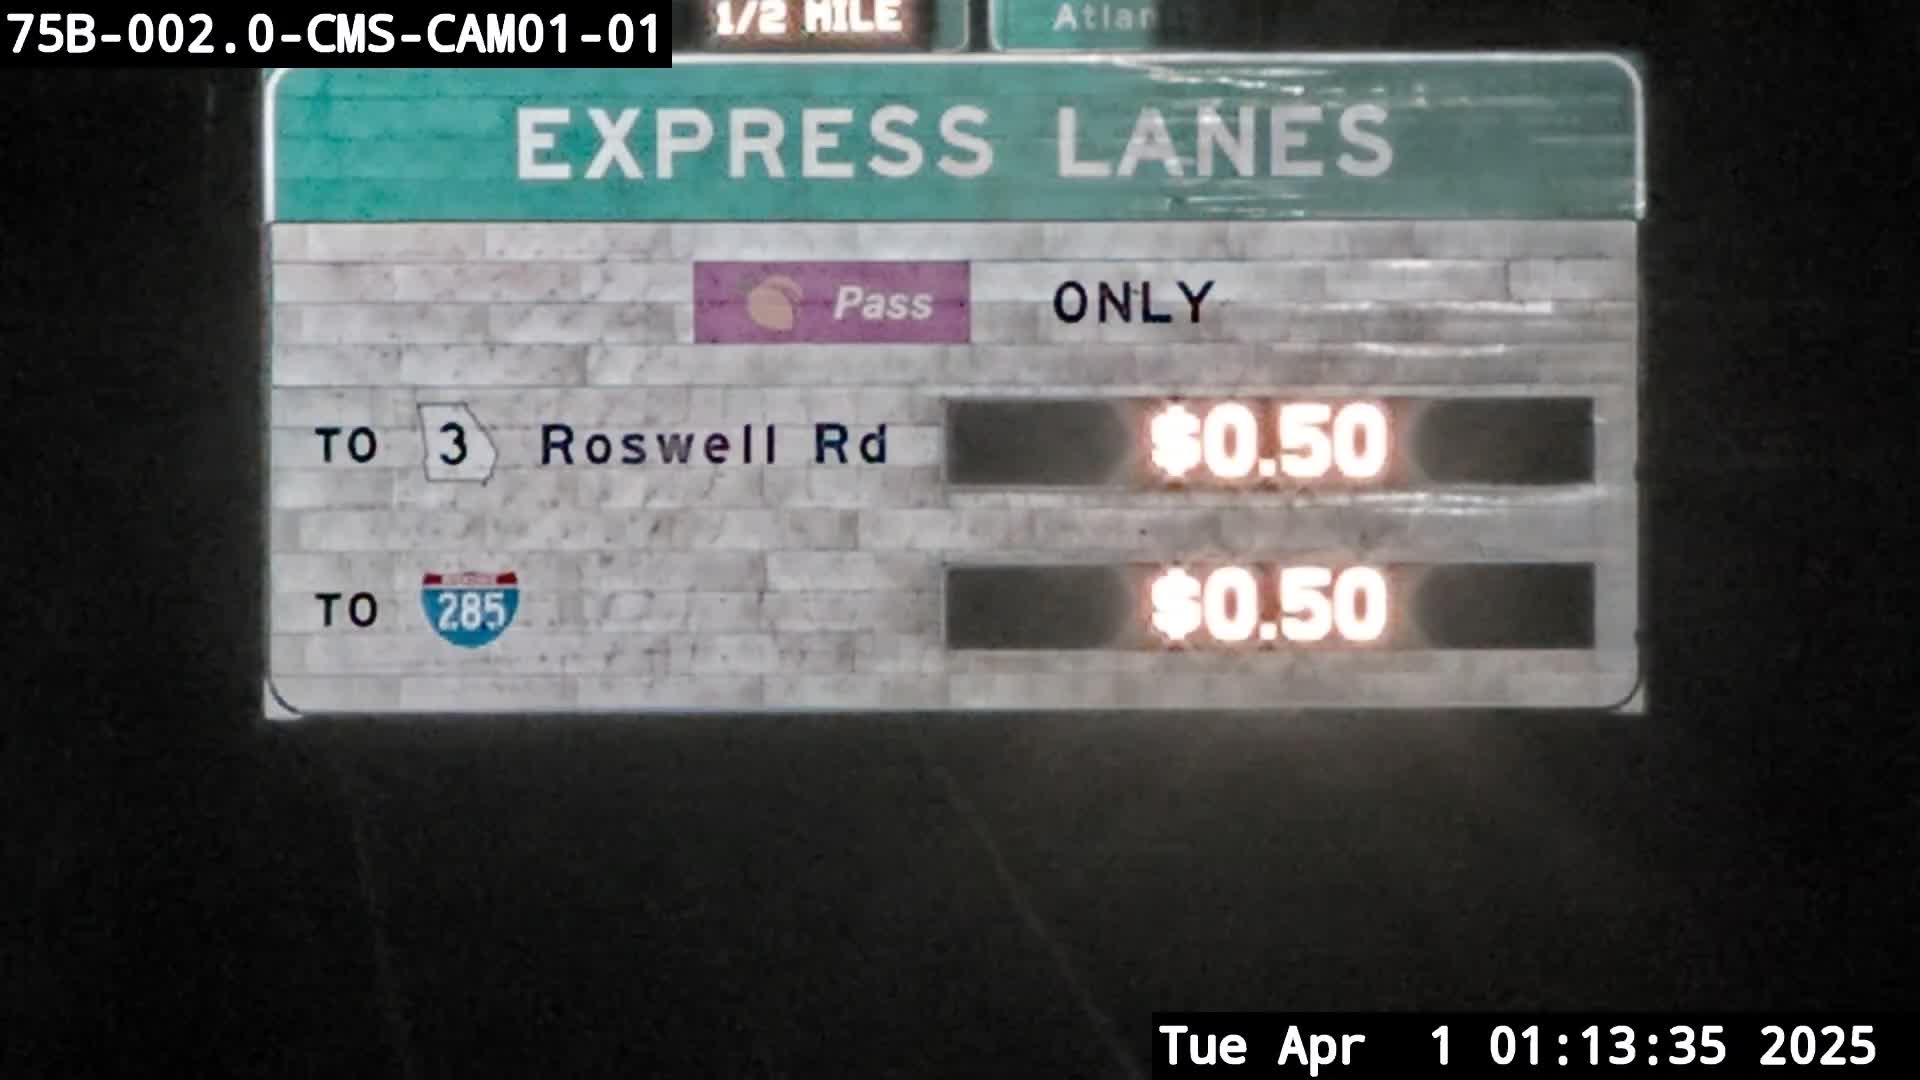 75B-002.0-CMS-CAM01-01
1/2 MILE
Atlan
EXPRESS LANES
Pass ONLY
TO 3 Roswell Rd $0.50
TO 285 $0.50
Tue Apr 1 01:13:35 2025